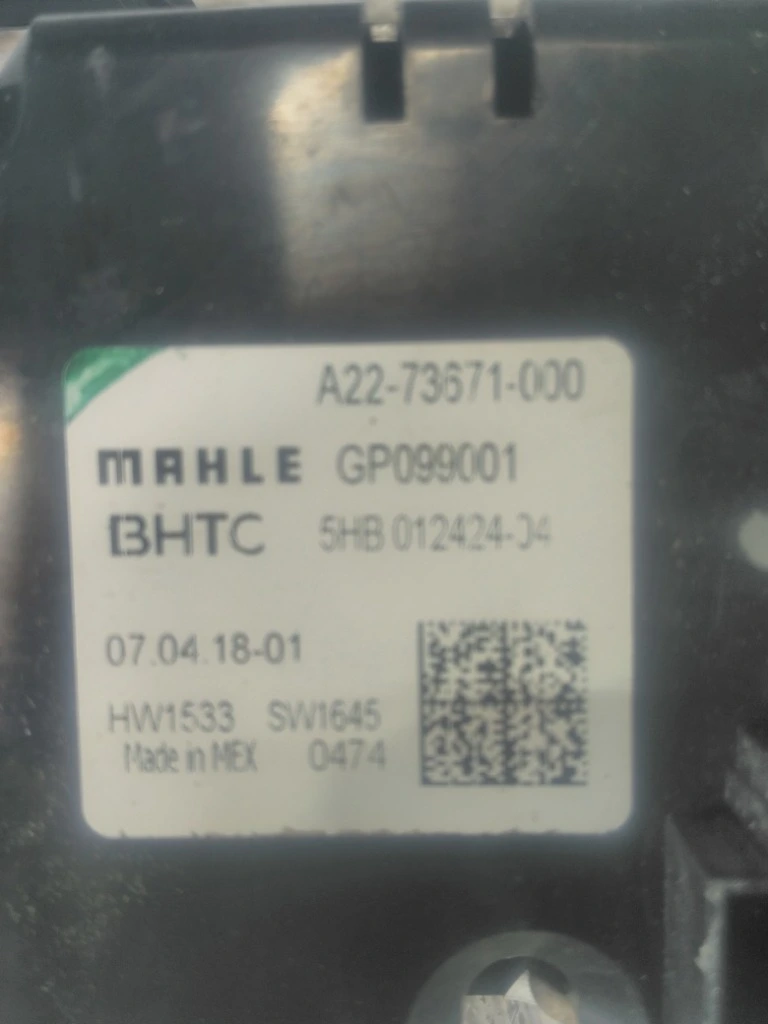 A22-73671-000
MAHLE GP099001
BHTC 5HB 012424-04
07.04.18-01
HW1533 SW1645
Made in MEX 0474